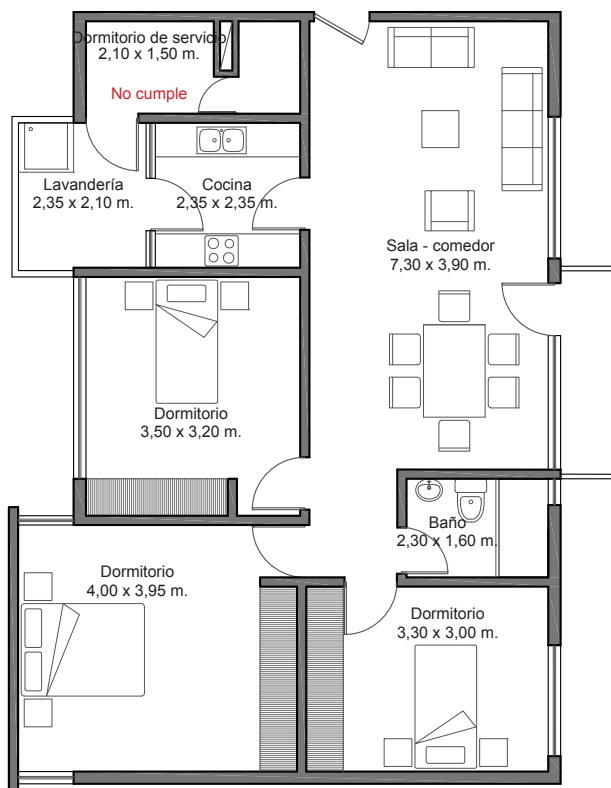 Dormitorio de servicio
2,10 x 1,50 m.
No cumple
Lavandería
2,35 x 2,10 m.
Cocina
2,35 x 2,35 m.
Sala - comedor
7,30 x 3,90 m.
Dormitorio
3,50 x 3,20 m.
Baño
2,30 x 1,60 m.
Dormitorio
4,00 x 3,95 m.
Dormitorio
3,30 x 3,00 m.